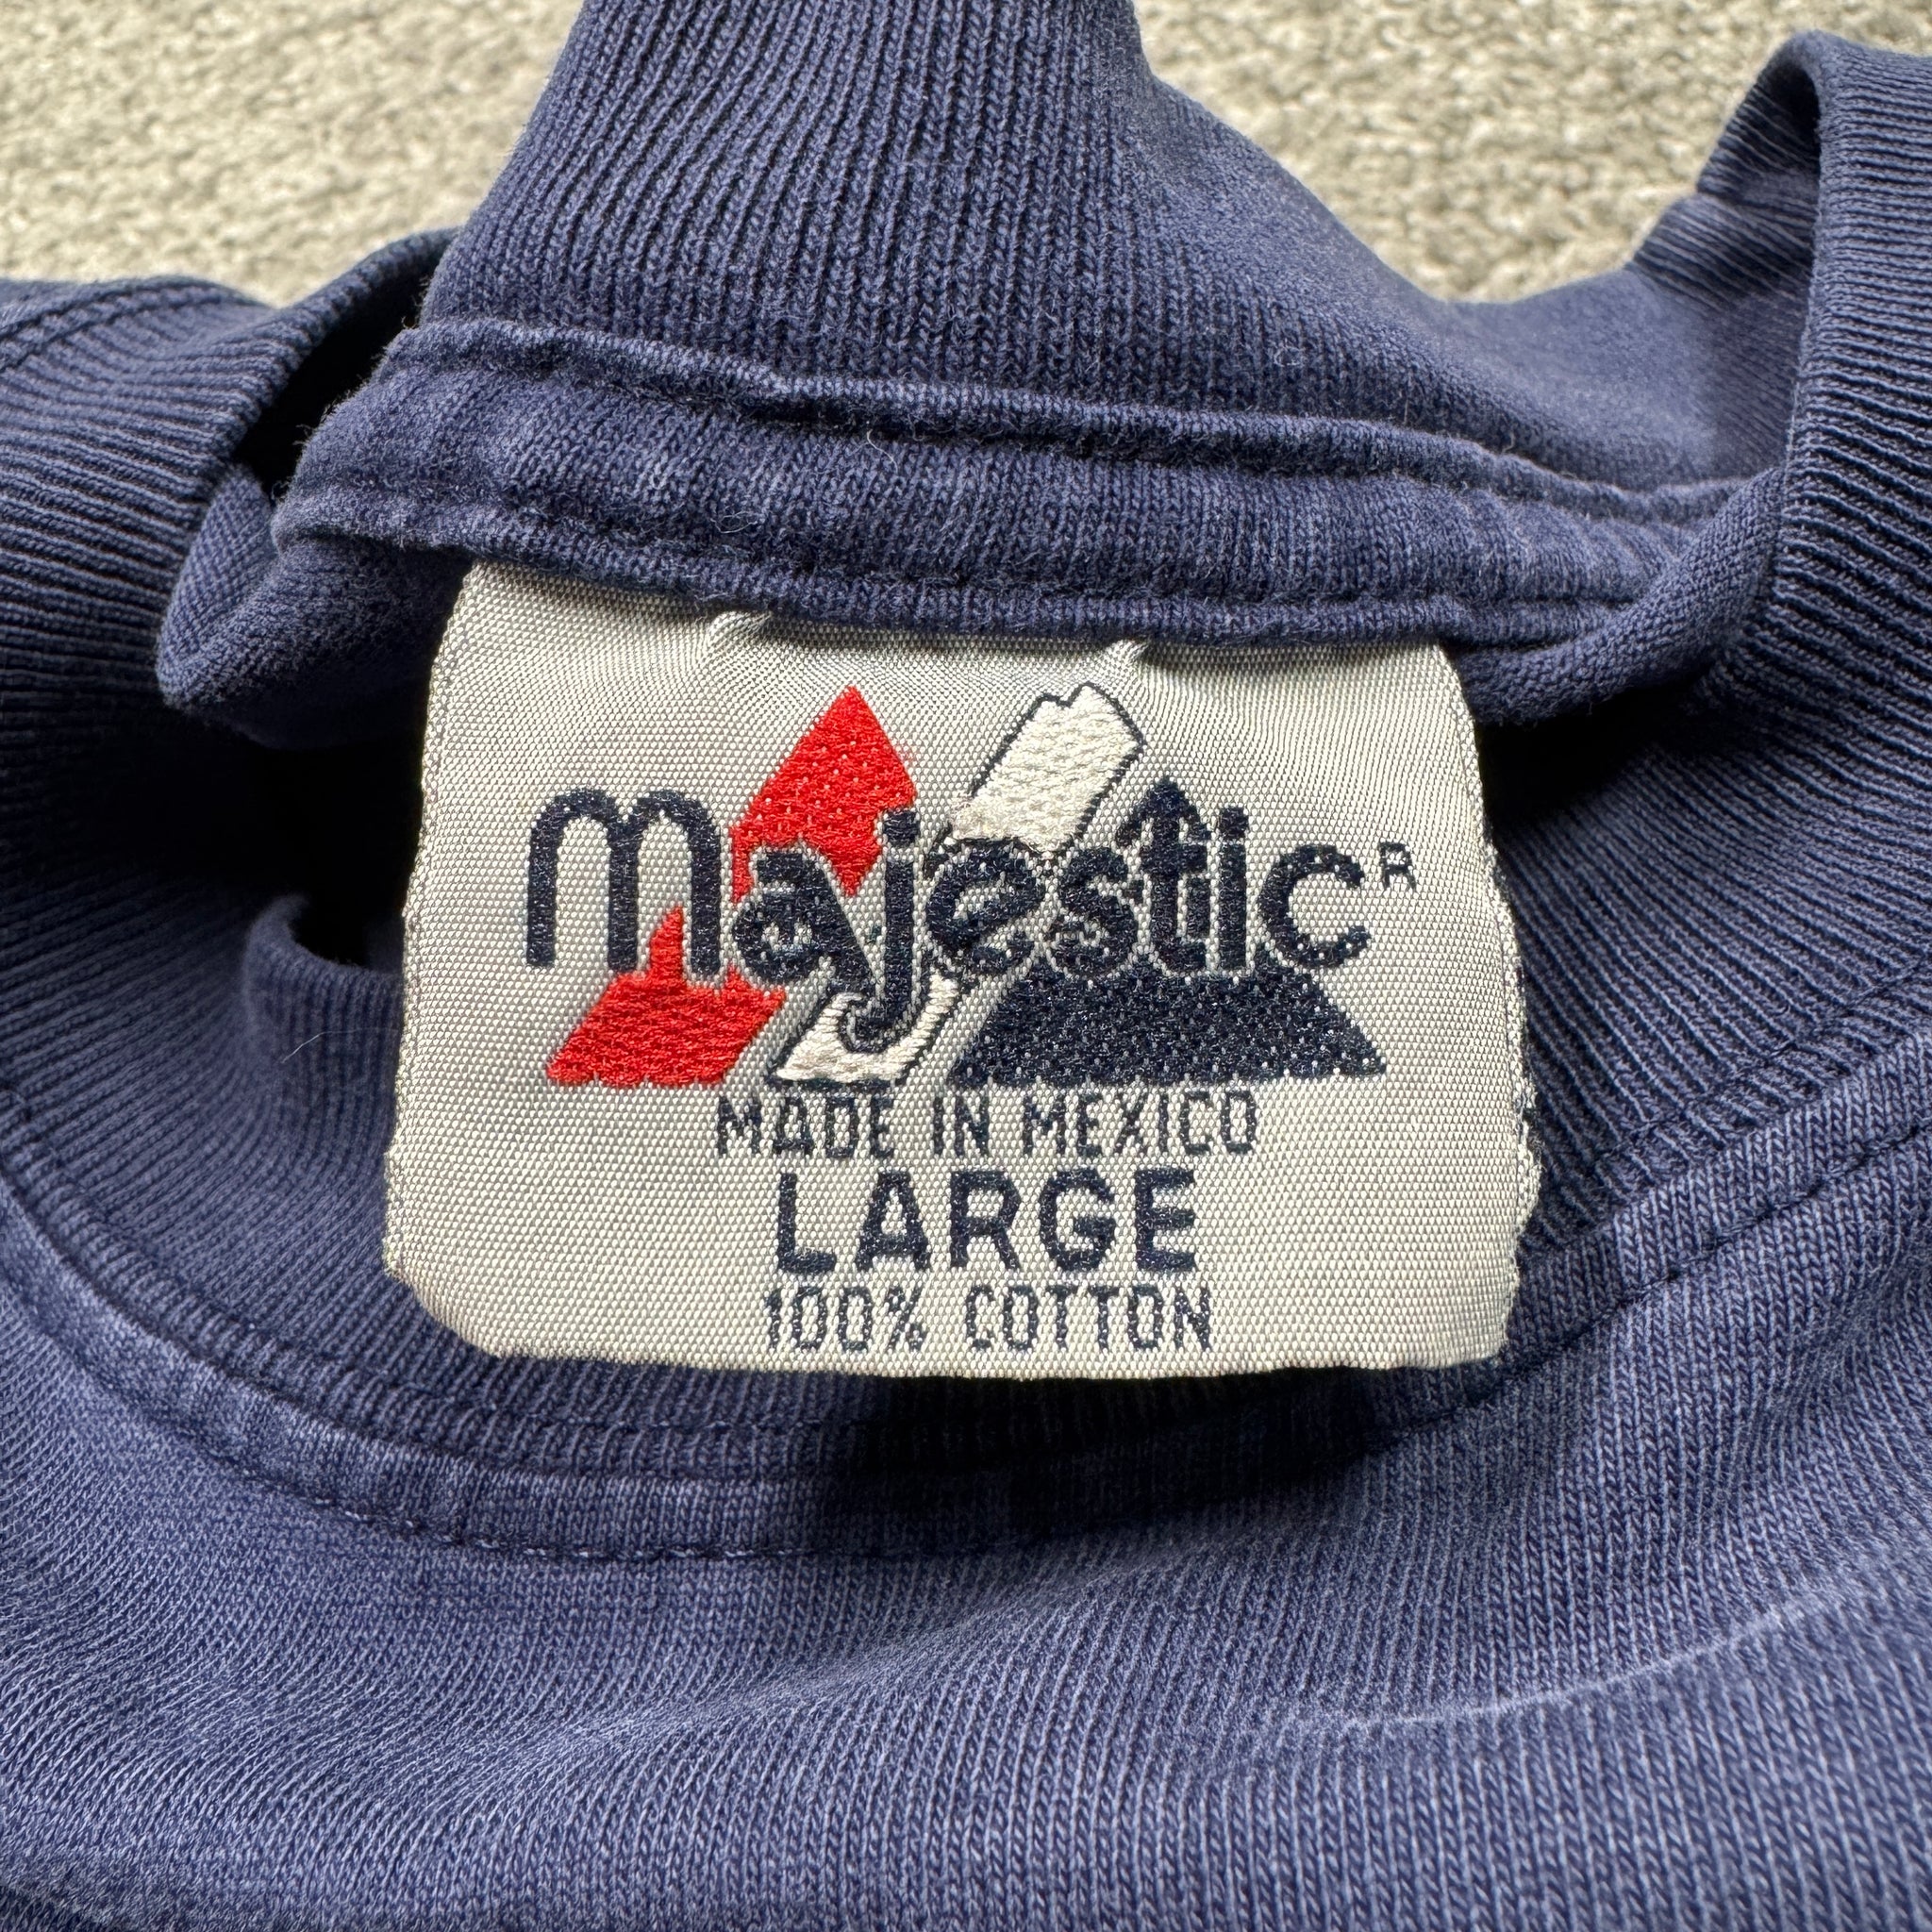 majestic R
MADE IN MEXICO
LARGE
100% COTTON